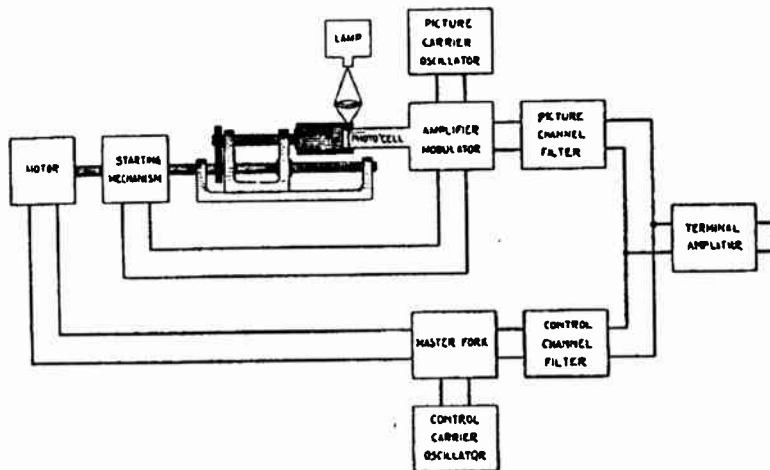 LAMP
PICTURE
CARRIER
OSCILLATOR
PHOTO CELL
AMPLIFIER
MODULATOR
PICTURE
CHANNEL
FILTER
MOTOR
STARTING
MECHANISM
TERMINAL
AMPLIFIER
MASTER FORK
CONTROL
CHANNEL
FILTER
CONTROL
CARRIER
OSCILLATOR